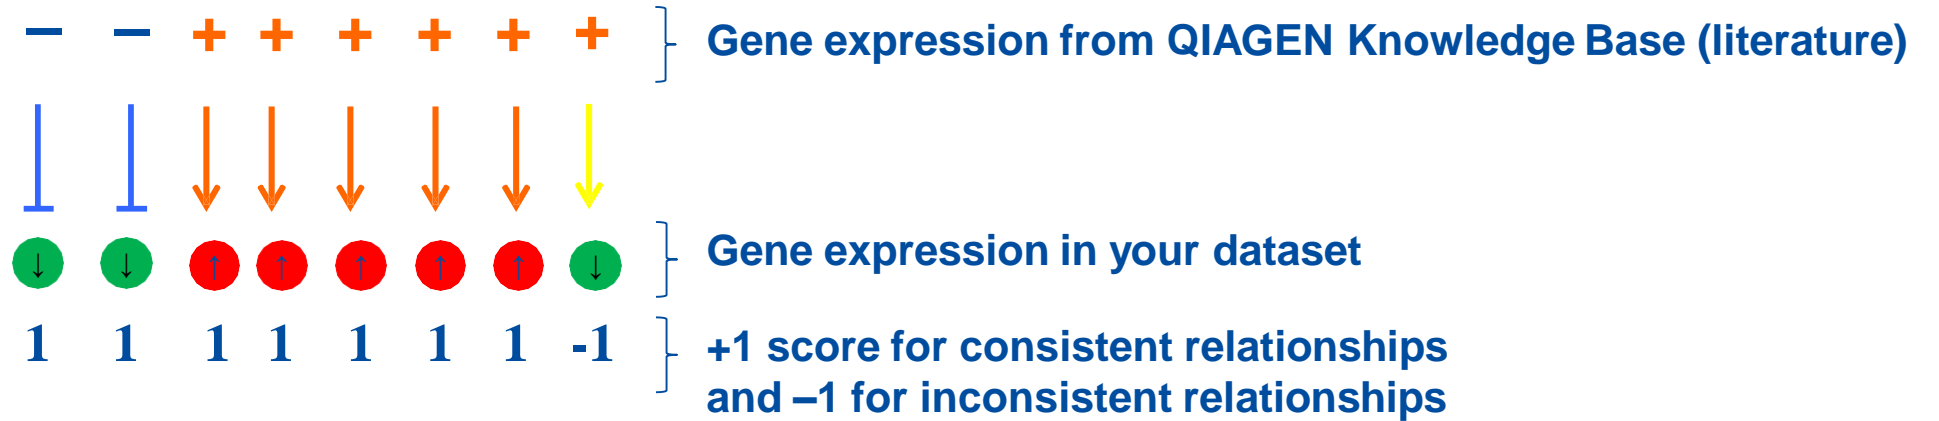 – – + + + + + +
Gene expression from QIAGEN Knowledge Base (literature)
↓ ↓ ↑ ↑ ↑ ↑ ↑ ↓
Gene expression in your dataset
1 1 1 1 1 1 1 -1
+1 score for consistent relationships
and –1 for inconsistent relationships